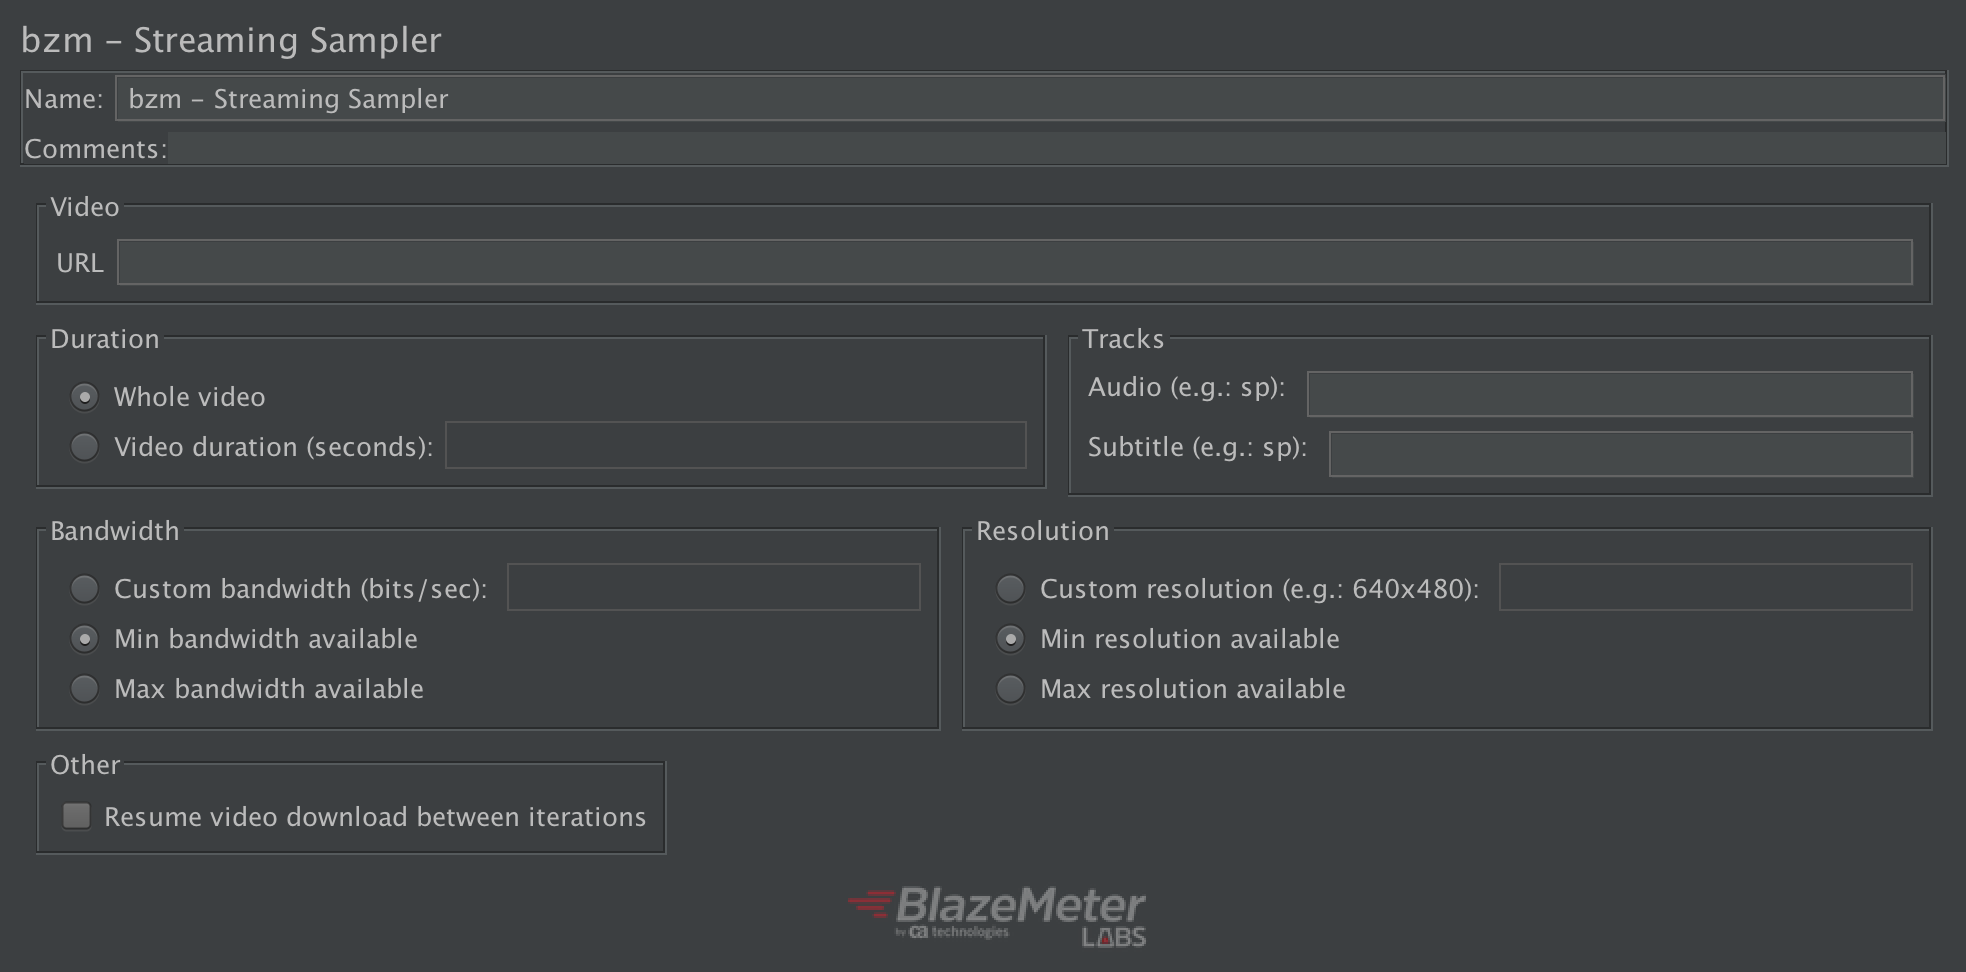 bzm – Streaming Sampler
Name: bzm – Streaming Sampler
Comments:
Video
URL
Duration
Whole video
Video duration (seconds):
Tracks
Audio (e.g.: sp):
Subtitle (e.g.: sp):
Bandwidth
Custom bandwidth (bits/sec):
Min bandwidth available
Max bandwidth available
Resolution
Custom resolution (e.g.: 640x480):
Min resolution available
Max resolution available
Other
Resume video download between iterations
BlazeMeter
by ca technologies
LABS